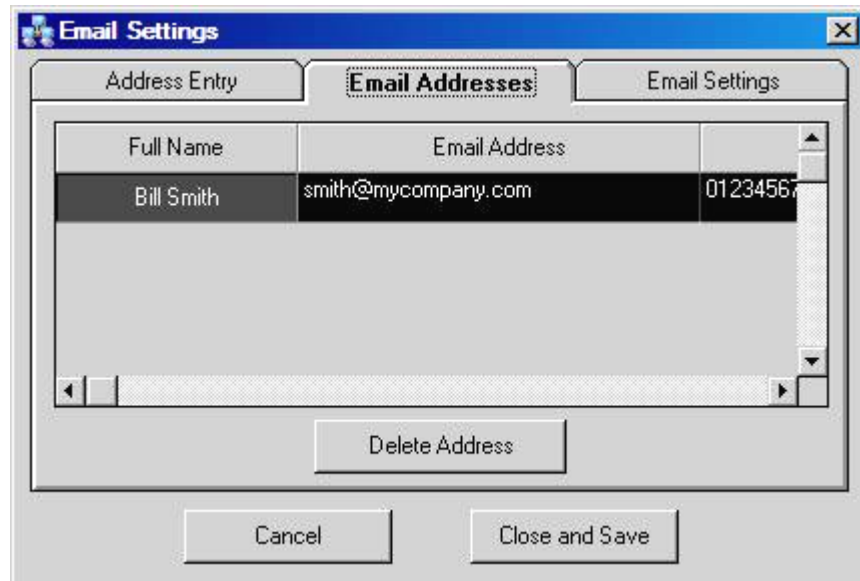 Email Settings
Address Entry Email Addresses Email Settings
Full Name Email Address
Bill Smith smith@mycompany.com 01234567
Delete Address
Cancel Close and Save